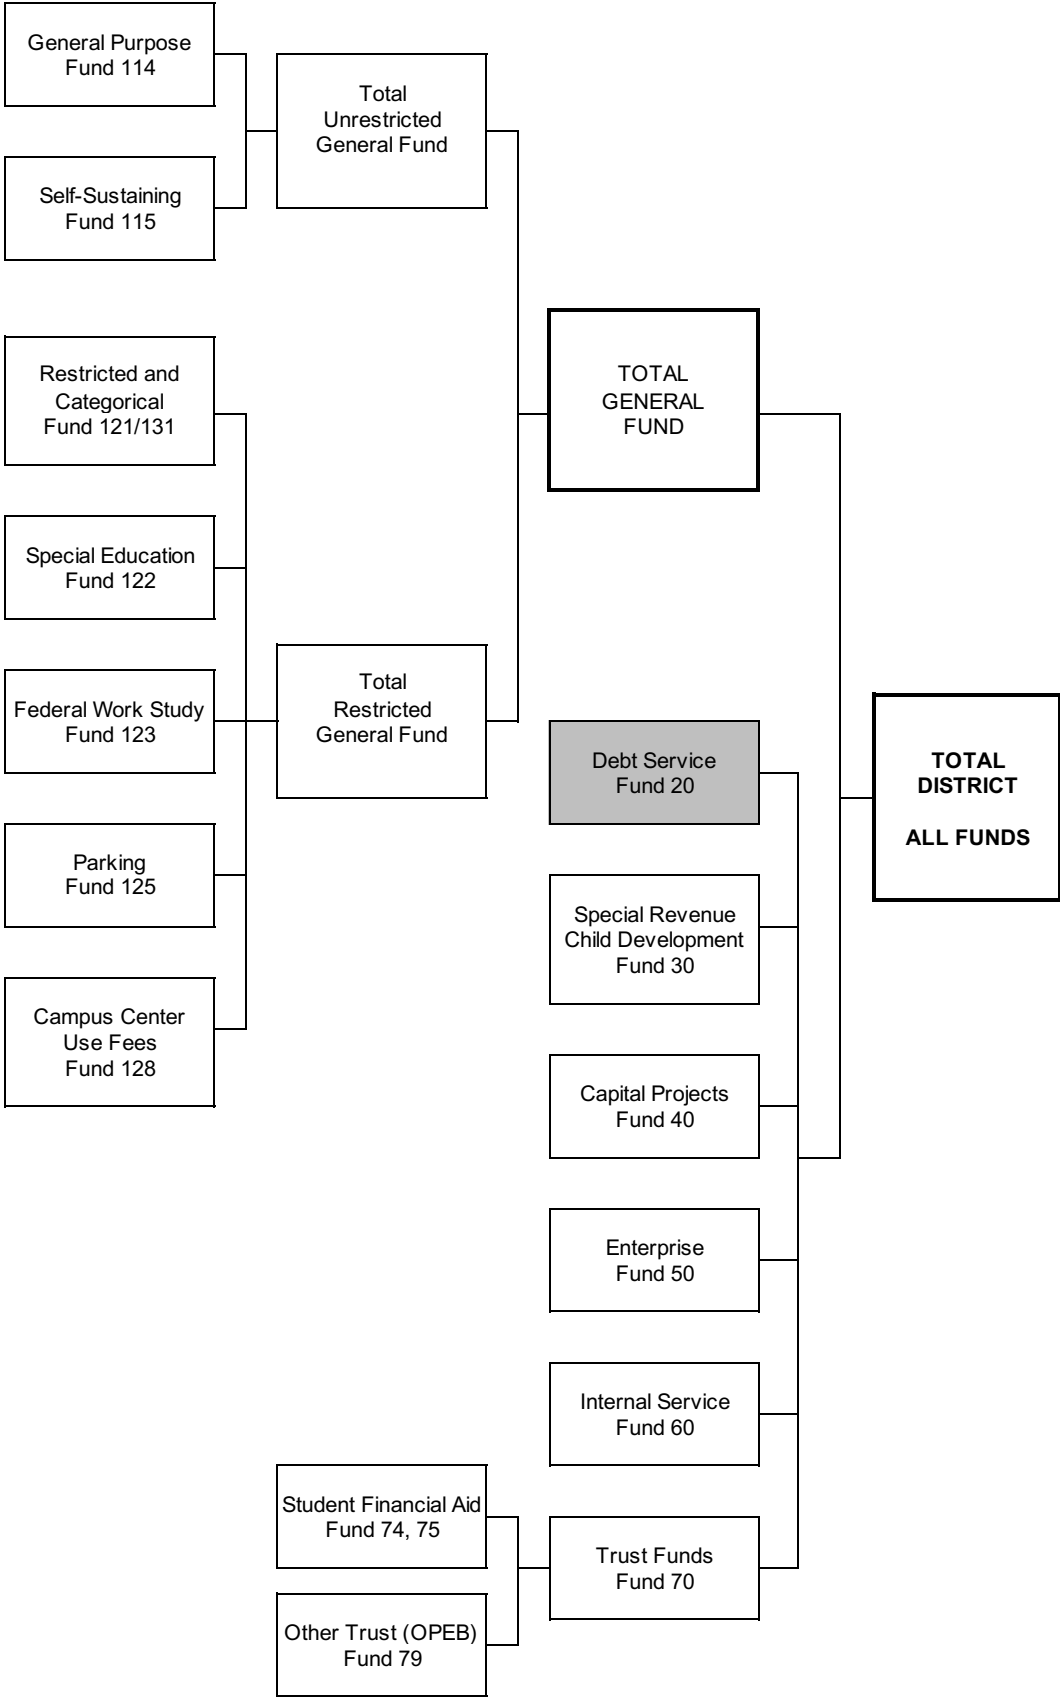 General Purpose
Fund 114
Total
Unrestricted
General Fund
Self-Sustaining
Fund 115
Restricted and
Categorical
Fund 121/131
TOTAL
GENERAL
FUND
Special Education
Fund 122
Federal Work Study
Fund 123
Total
Restricted
General Fund
Debt Service
Fund 20
TOTAL
DISTRICT
ALL FUNDS
Parking
Fund 125
Special Revenue
Child Development
Fund 30
Campus Center
Use Fees
Fund 128
Capital Projects
Fund 40
Enterprise
Fund 50
Internal Service
Fund 60
Student Financial Aid
Fund 74, 75
Trust Funds
Fund 70
Other Trust (OPEB)
Fund 79